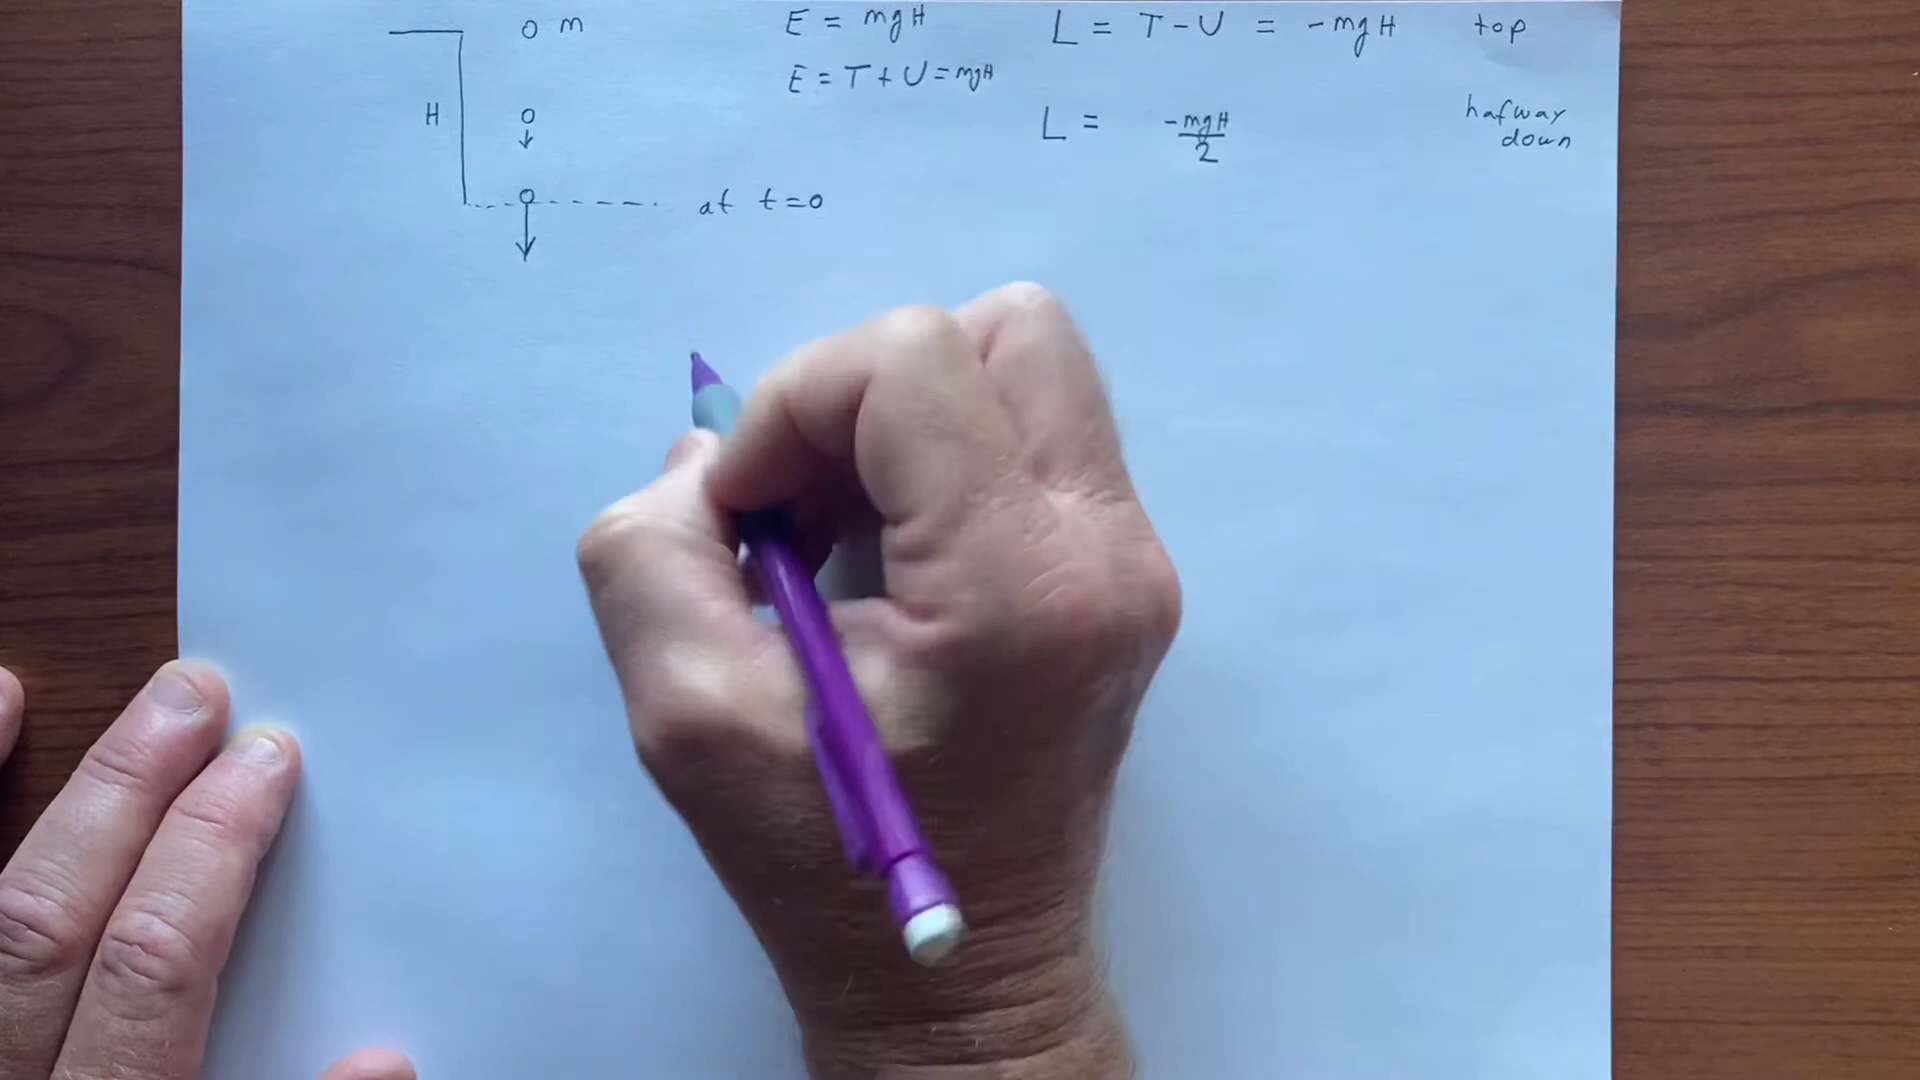 o m E = mgH L = T - U = - mgH top
E = T + U = mgH
H L = -mgH/2 hafway down
at t=0